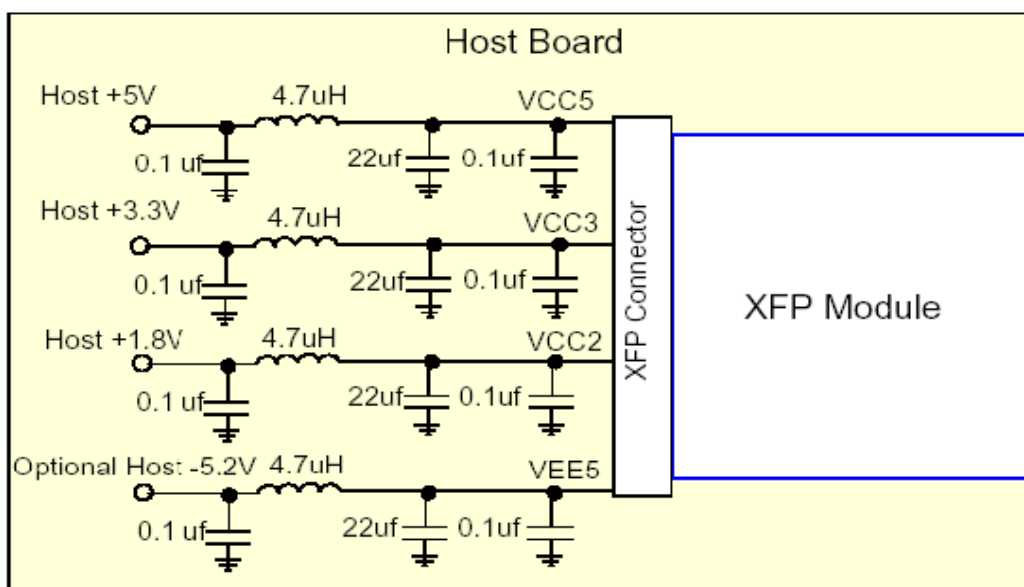 Host Board
Host +5V
4.7uH
VCC5
0.1 uf
22uf
0.1uf
Host +3.3V
4.7uH
VCC3
0.1 uf
22uf
0.1uf
Host +1.8V
4.7uH
VCC2
0.1 uf
22uf
0.1uf
Optional Host -5.2V
4.7uH
VEE5
0.1 uf
22uf
0.1uf
XFP Connector
XFP Module